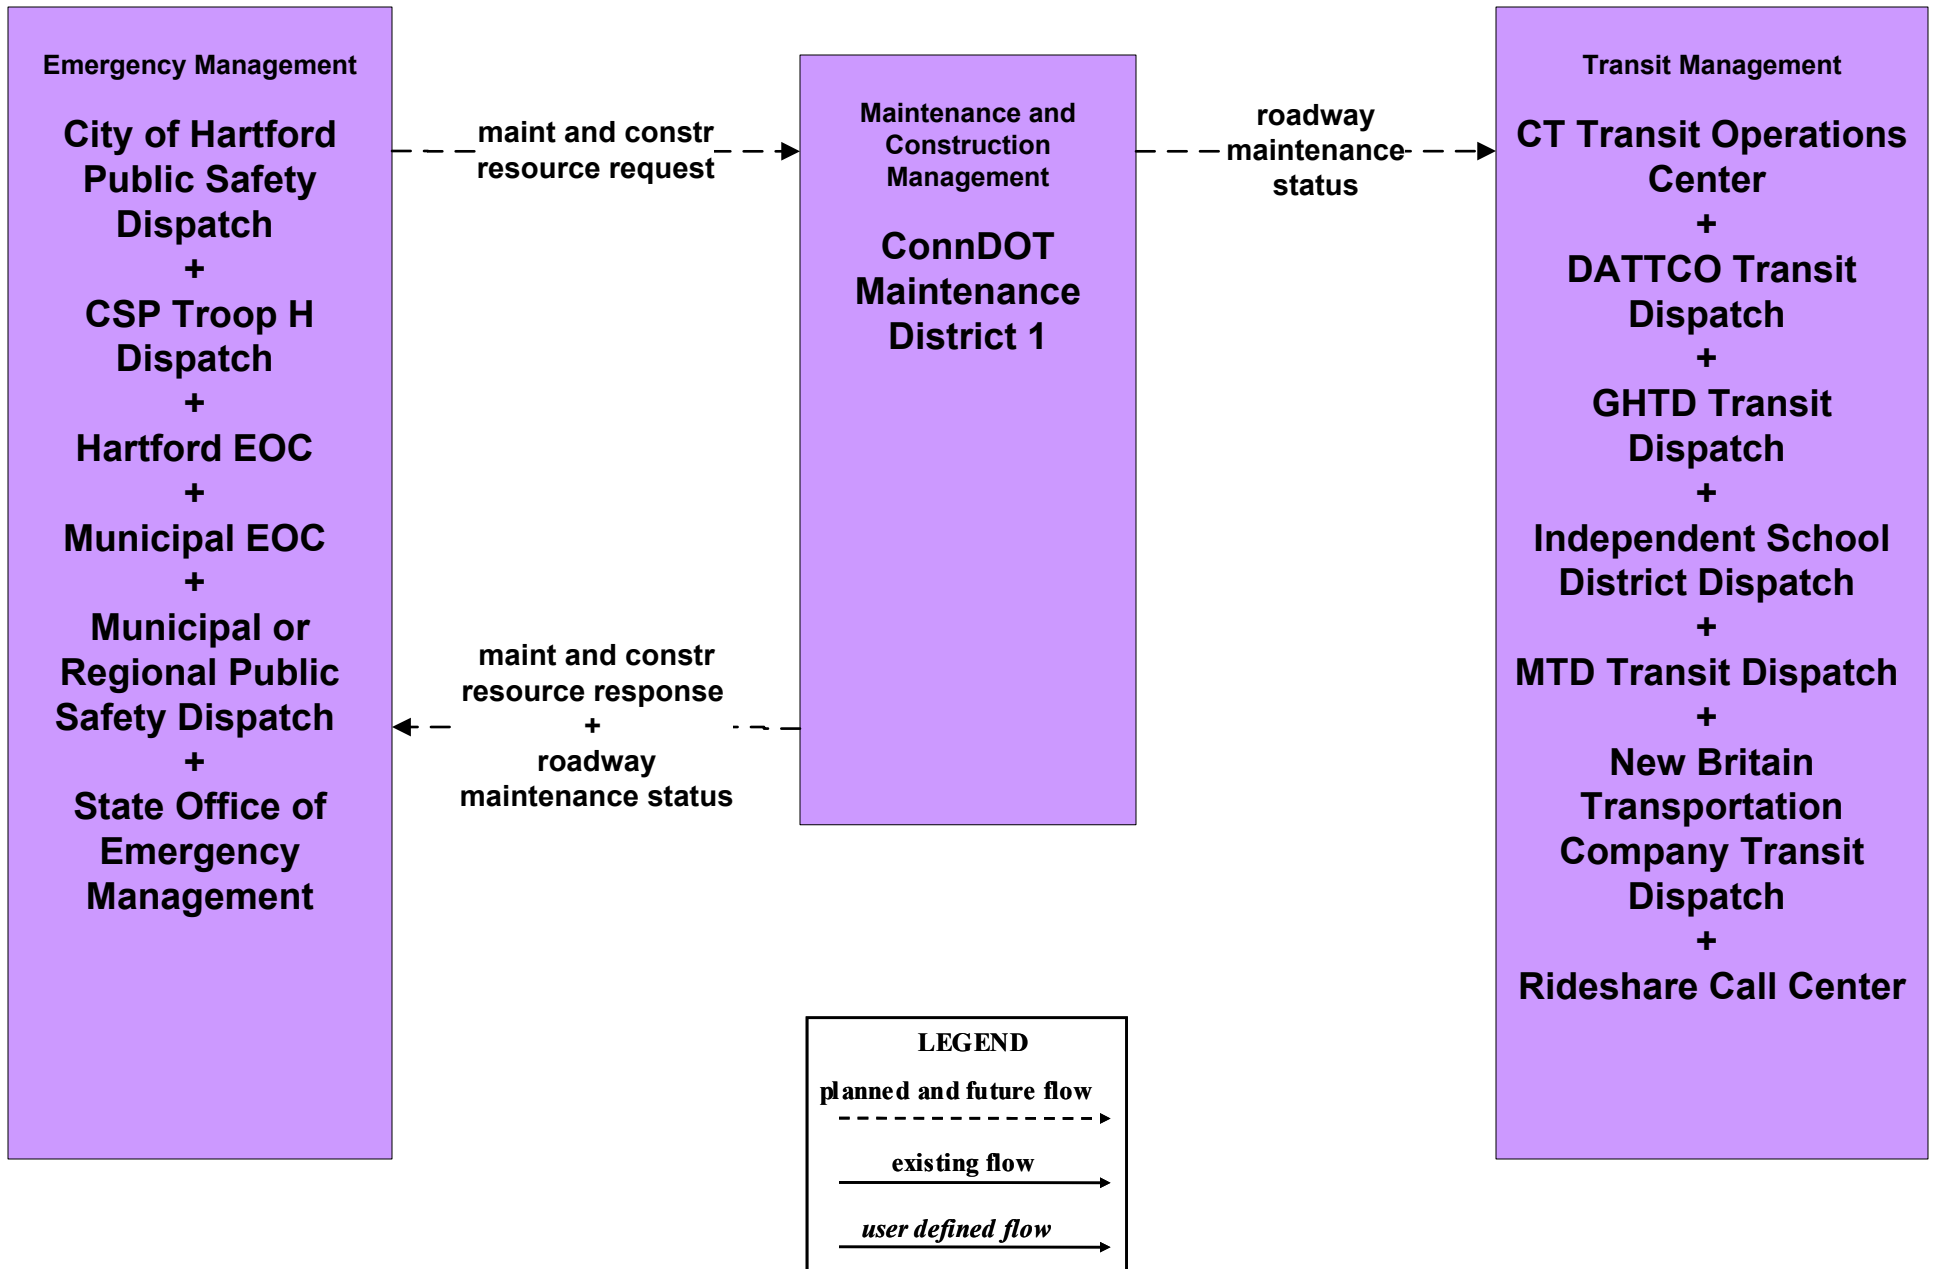 Emergency Management
City of Hartford
Public Safety
Dispatch
+
CSP Troop H
Dispatch
+
Hartford EOC
+
Municipal EOC
+
Municipal or
Regional Public
Safety Dispatch
+
State Office of
Emergency
Management
maint and constr
resource request
maint and constr
resource response
+
roadway
maintenance status
Maintenance and
Construction
Management
ConnDOT
Maintenance
District 1
roadway
maintenance
status
Transit Management
CT Transit Operations
Center
+
DATTCO Transit
Dispatch
+
GHTD Transit
Dispatch
+
Independent School
District Dispatch
+
MTD Transit Dispatch
+
New Britain
Transportation
Company Transit
Dispatch
+
Rideshare Call Center
LEGEND
planned and future flow
existing flow
user defined flow